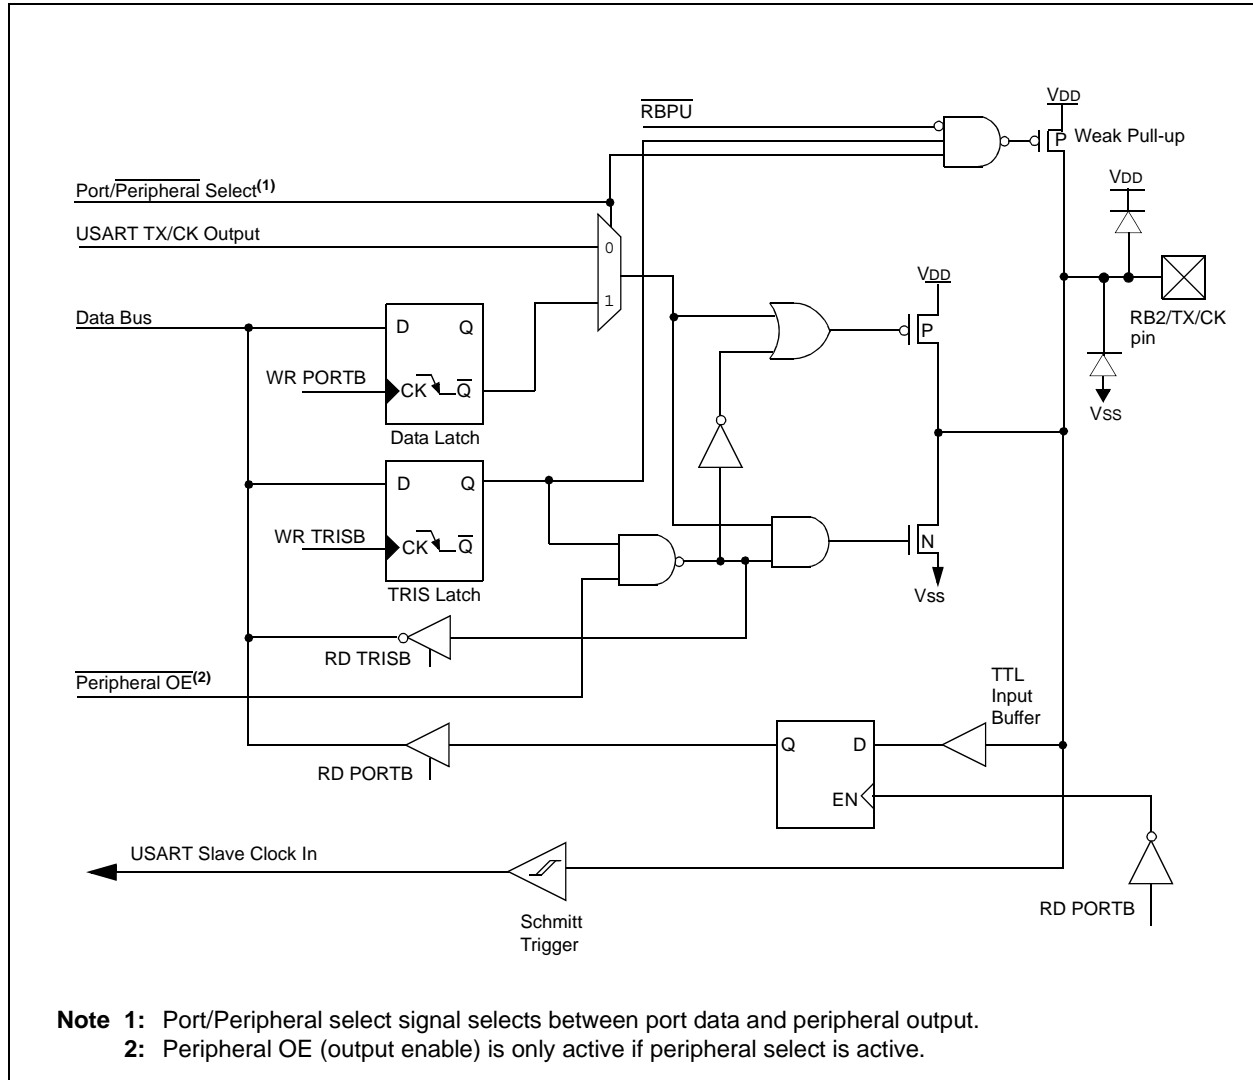 RBPU
VDD
P Weak Pull-up
Port/Peripheral Select(1)
VDD
USART TX/CK Output
0
VDD
1
Data Bus
D Q
P
RB2/TX/CK
pin
WR PORTB
CK Q
VSS
Data Latch
D Q
WR TRISB
CK Q
N
TRIS Latch
VSS
RD TRISB
Peripheral OE(2)
TTL
Input
Buffer
Q D
RD PORTB
EN
USART Slave Clock In
Schmitt
Trigger
RD PORTB
Note 1: Port/Peripheral select signal selects between port data and peripheral output.
2: Peripheral OE (output enable) is only active if peripheral select is active.